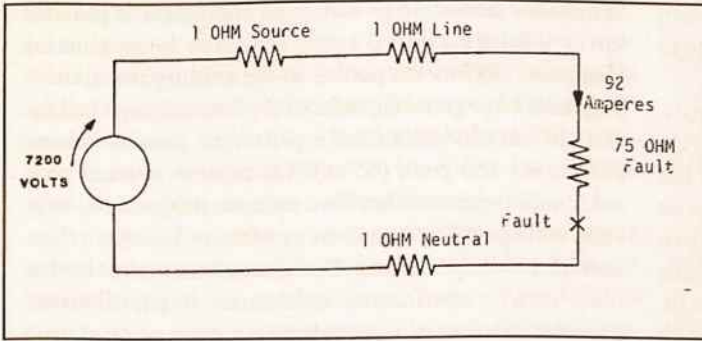 1 OHM Source
1 OHM Line
92
Amperes
7200
VOLTS
75 OHM
Fault
Fault
1 OHM Neutral